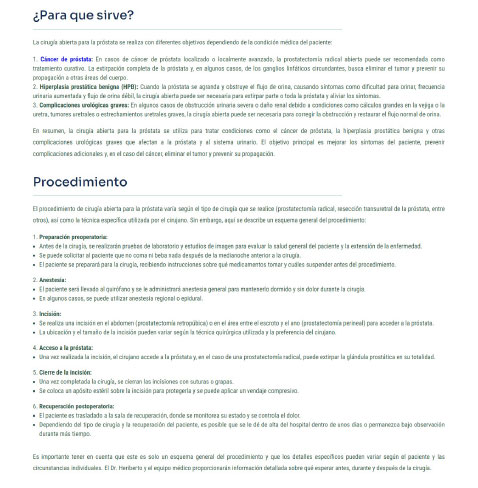 ¿Para que sirve?
La cirugía abierta para la próstata se realiza con diferentes objetivos dependiendo de la condición médica del paciente:
1. Cáncer de próstata: En casos de cáncer de próstata localizado o localmente avanzado, la prostatectomía radical abierta puede ser recomendada como
tratamiento curativo. La extirpación completa de la próstata y, en algunos casos, de los ganglios linfáticos circundantes, busca eliminar el tumor y prevenir su
propagación a otras áreas del cuerpo.
2. Hiperplasia prostática benigna (HPB): Cuando la próstata se agranda y obstruye el flujo de orina, causando síntomas como dificultad para orinar, frecuencia
urinaria aumentada y flujo de orina débil, la cirugía abierta puede ser necesaria para extirpar parte o toda la próstata y aliviar los síntomas.
3. Complicaciones urológicas graves: En algunos casos de obstrucción urinaria severa o daño renal debido a condiciones como cálculos grandes en la vejiga o la
uretra, tumores uretrales o estrechamientos uretrales graves, la cirugía abierta puede ser necesaria para corregir la obstrucción y restaurar el flujo normal de orina.
En resumen, la cirugía abierta para la próstata se utiliza para tratar condiciones como el cáncer de próstata, la hiperplasia prostática benigna y otras
complicaciones urológicas graves que afectan a la próstata y al sistema urinario. El objetivo principal es mejorar los síntomas del paciente, prevenir
complicaciones adicionales y, en el caso del cáncer, eliminar el tumor y prevenir su propagación.
Procedimiento
El procedimiento de cirugía abierta para la próstata varía según el tipo de cirugía que se realice (prostatectomía radical, resección transuretral de la próstata, entre
otros), así como la técnica específica utilizada por el cirujano. Sin embargo, aquí se describe un esquema general del procedimiento:
1. Preparación preoperatoria:
• Antes de la cirugía, se realizarán pruebas de laboratorio y estudios de imagen para evaluar la salud general del paciente y la extensión de la enfermedad.
• Se puede solicitar al paciente que no coma ni beba nada después de la medianoche anterior a la cirugía.
• El paciente se preparará para la cirugía, recibiendo instrucciones sobre qué medicamentos tomar y cuáles suspender antes del procedimiento.
2. Anestesia:
• El paciente será llevado al quirófano y se le administrará anestesia general para mantenerlo dormido y sin dolor durante la cirugía.
• En algunos casos, se puede utilizar anestesia regional o epidural.
3. Incisión:
• Se realiza una incisión en el abdomen (prostatectomía retropúbica) o en el área entre el escroto y el ano (prostatectomía perineal) para acceder a la próstata.
• La ubicación y el tamaño de la incisión pueden variar según la técnica quirúrgica utilizada y la preferencia del cirujano.
4. Acceso a la próstata:
• Una vez realizada la incisión, el cirujano accede a la próstata y, en el caso de una prostatectomía radical, puede extirpar la glándula prostática en su totalidad.
5. Cierre de la incisión:
• Una vez completada la cirugía, se cierran las incisiones con suturas o grapas.
• Se coloca un apósito estéril sobre la incisión para protegerla y se puede aplicar un vendaje compresivo.
6. Recuperación postoperatoria:
• El paciente es trasladado a la sala de recuperación, donde se monitorea su estado y se controla el dolor.
• Dependiendo del tipo de cirugía y la recuperación del paciente, es posible que se le dé de alta del hospital dentro de unos días o permanezca bajo observación
durante más tiempo.
Es importante tener en cuenta que este es solo un esquema general del procedimiento y que los detalles específicos pueden variar según el paciente y las
circunstancias individuales. El Dr. Heriberto y el equipo médico proporcionarán información detallada sobre qué esperar antes, durante y después de la cirugía.